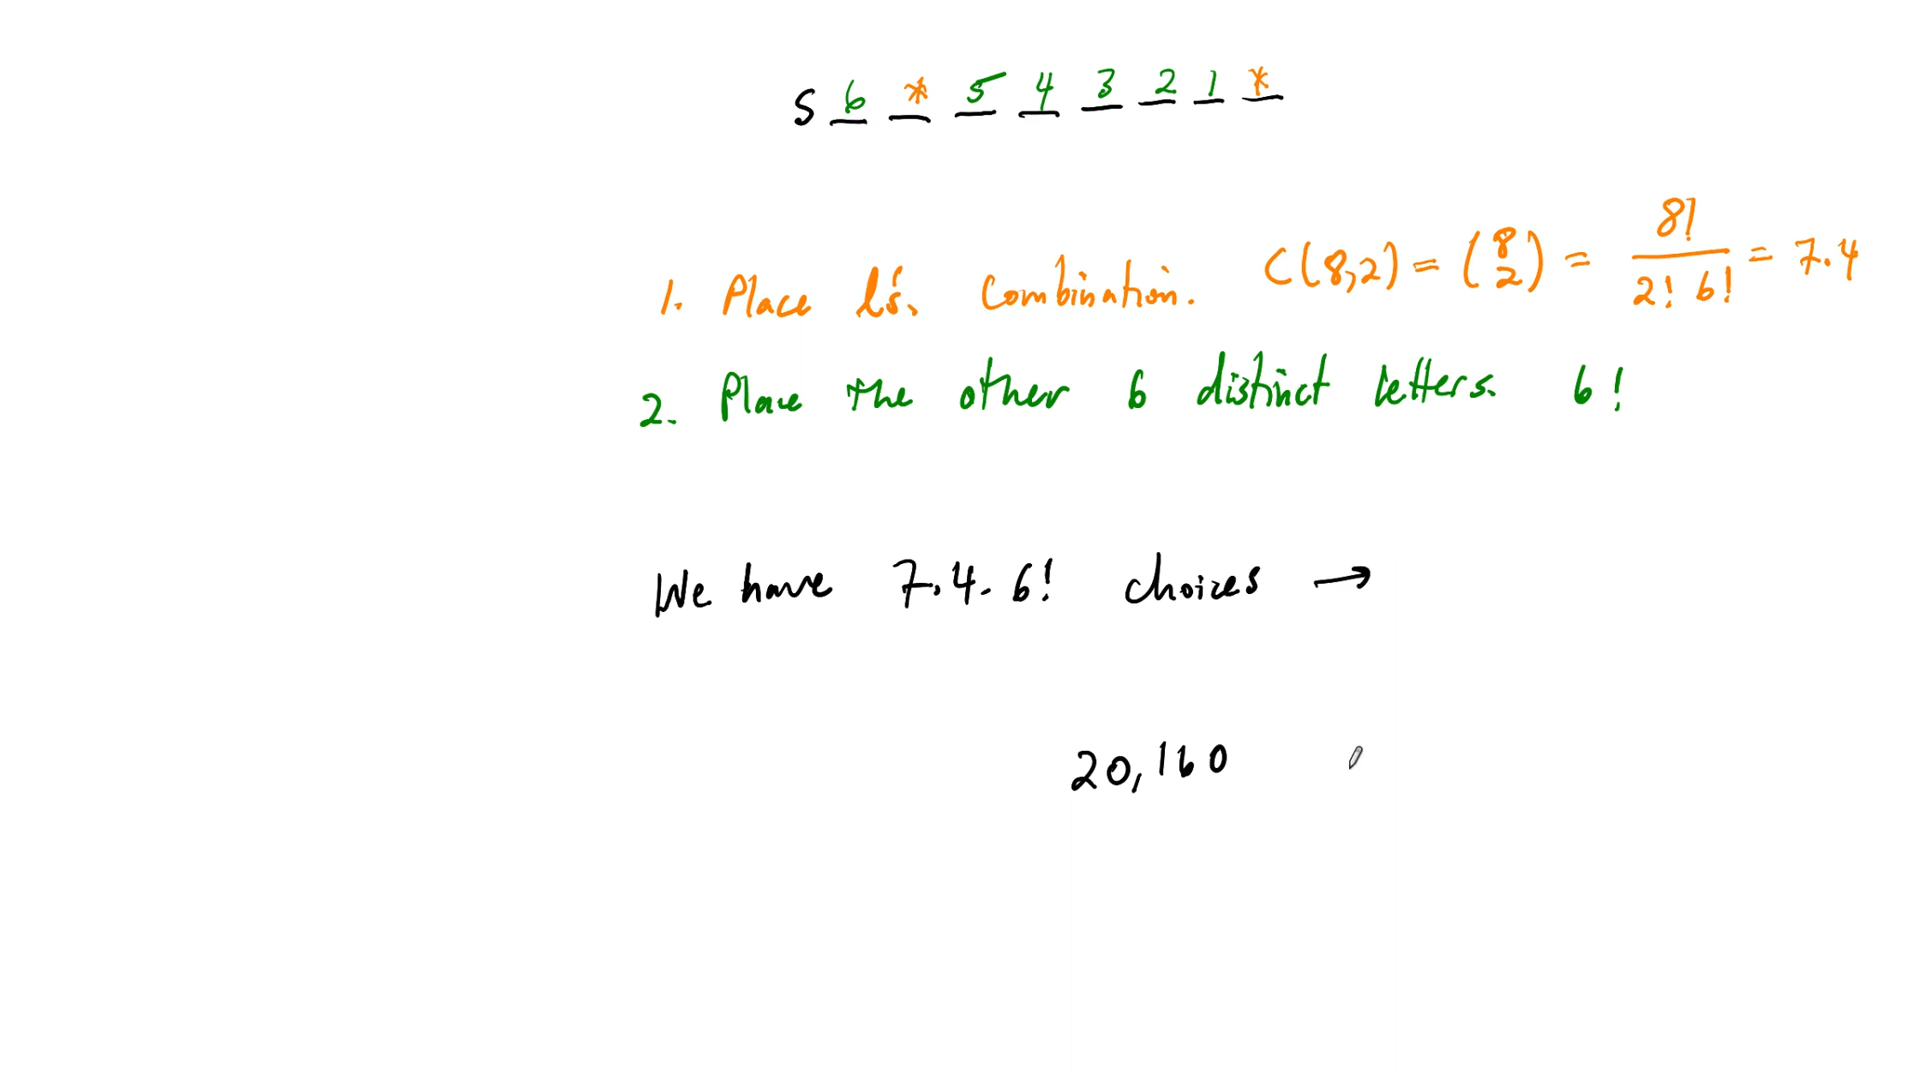 S 6 * 5 4 3 2 1 *
1. Place l's. Combination. C(8,2) = (8 2) = 8! / 2! 6! = 7.4
2. Place the other 6 distinct letters. 6!
We have 7.4.6! choices →
20,160